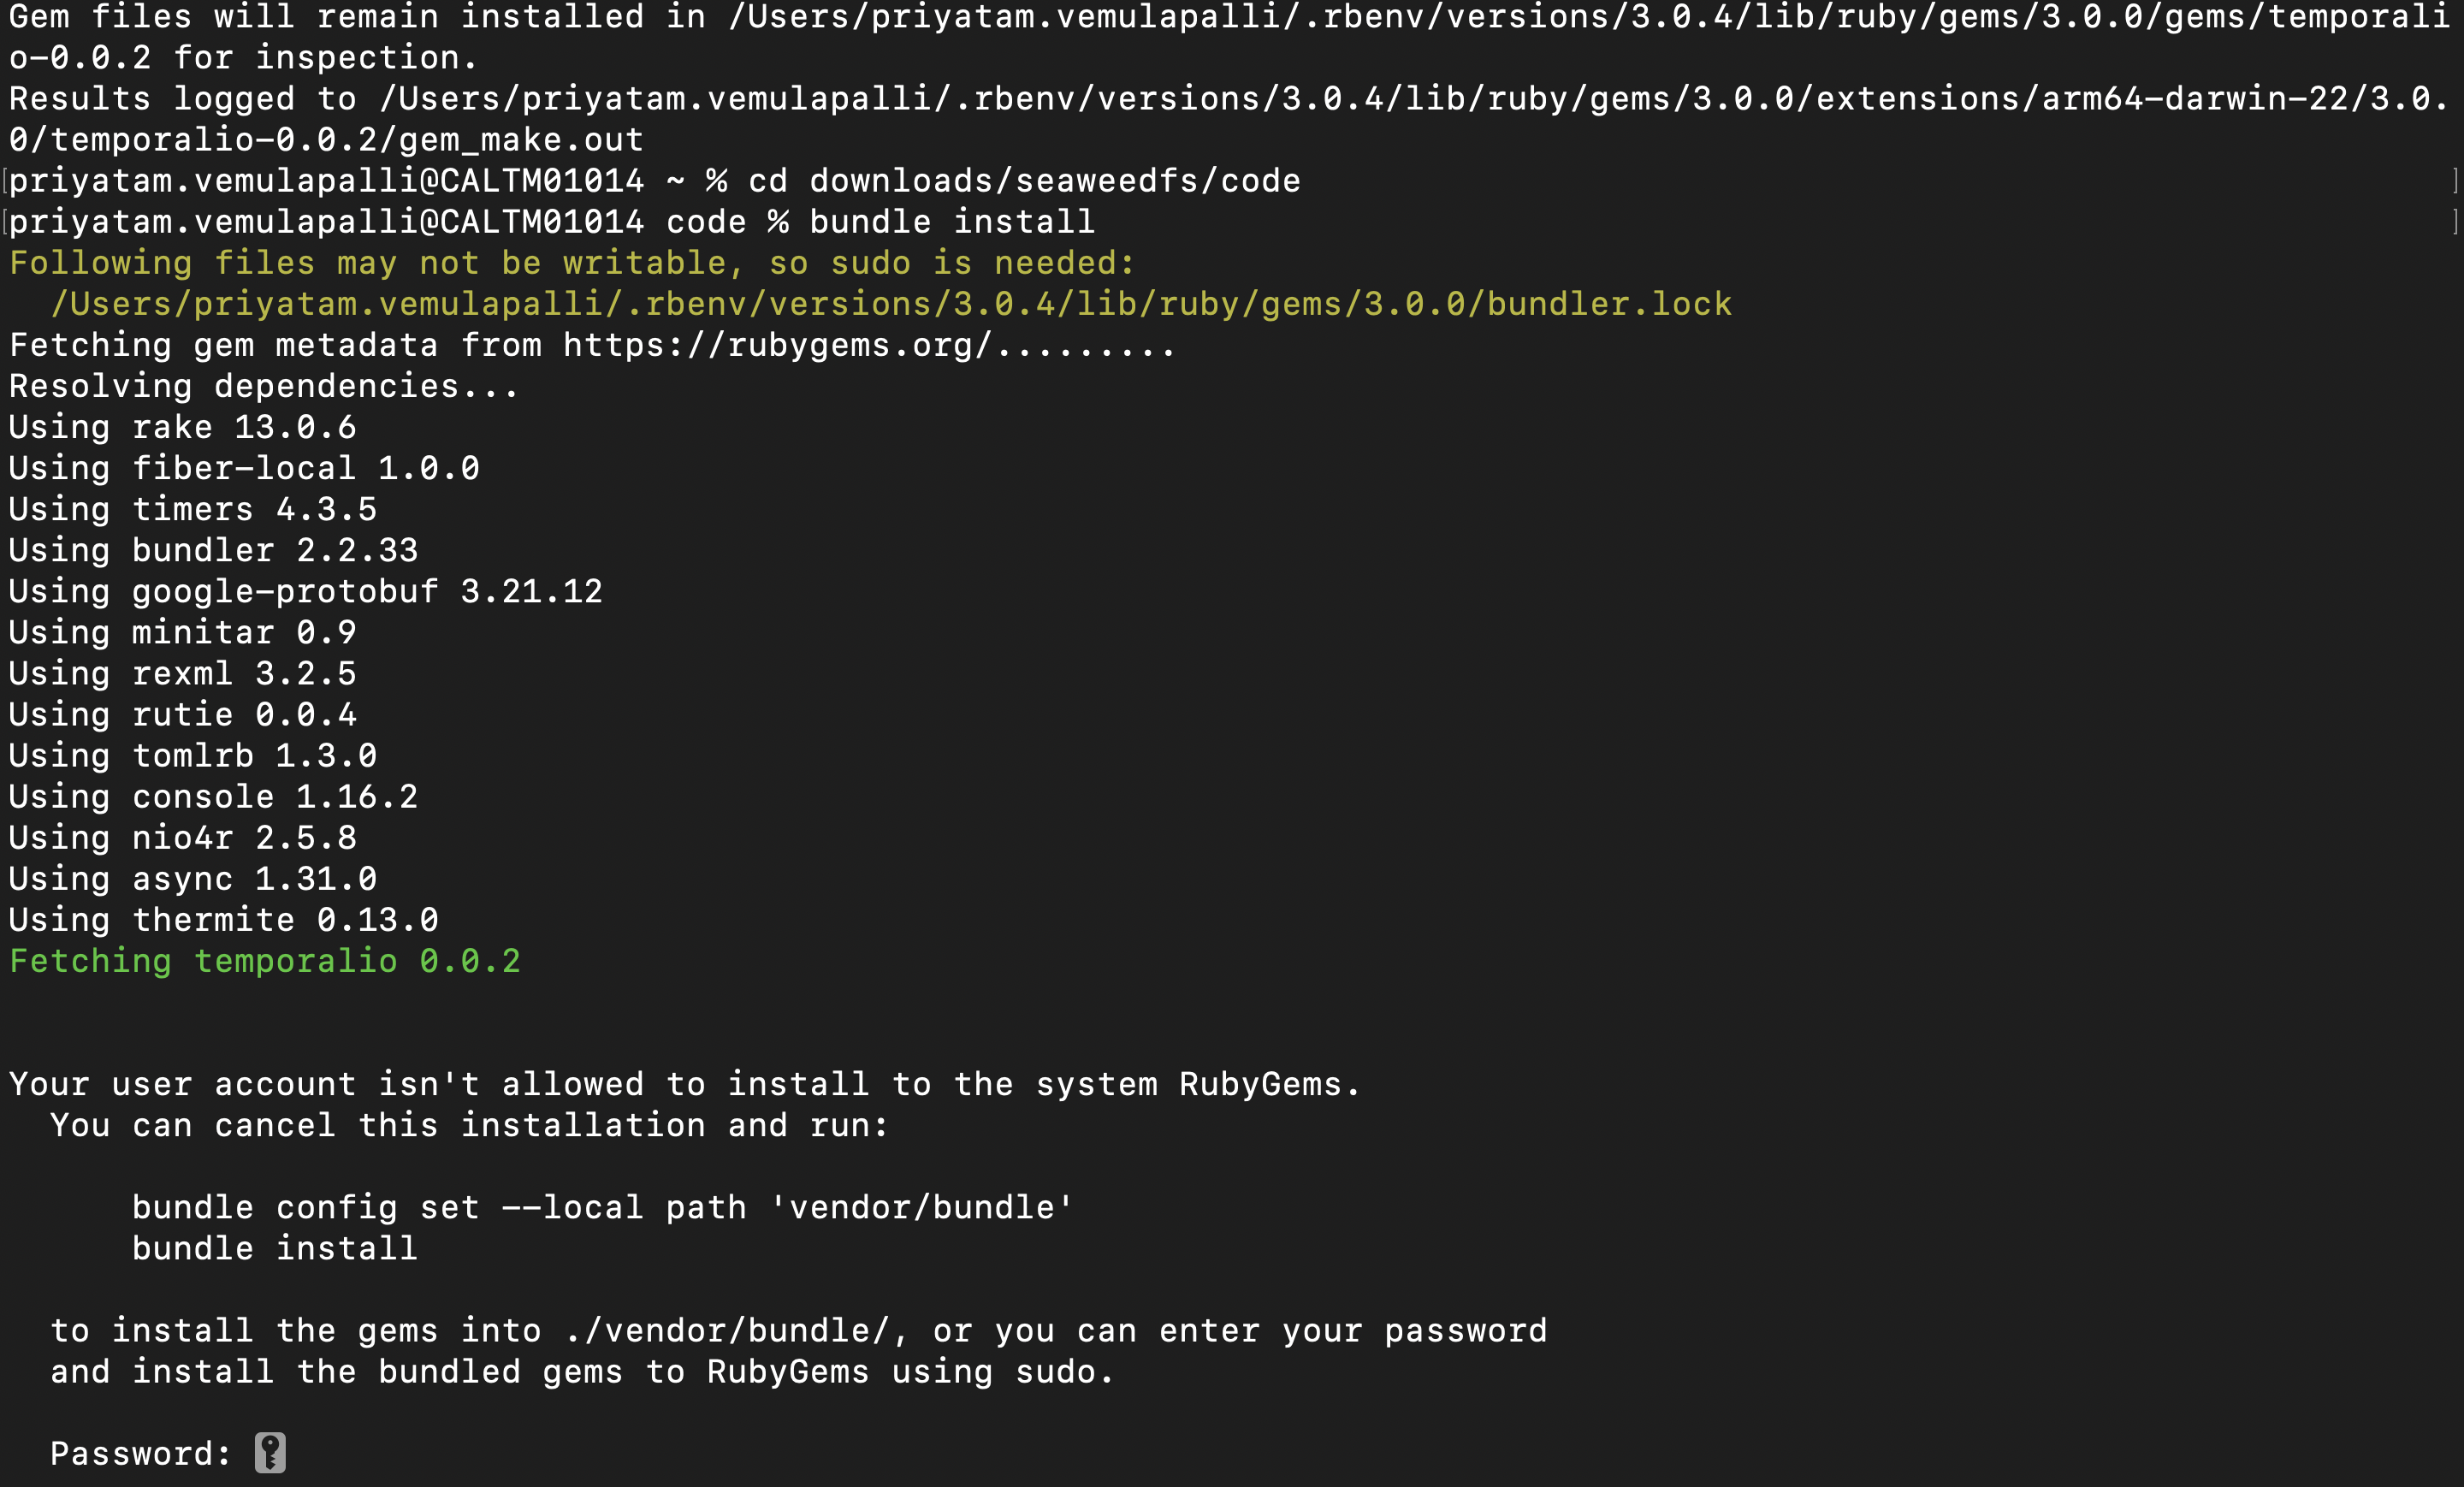 Gem files will remain installed in /Users/priyatam.vemulapalli/.rbenv/versions/3.0.4/lib/ruby/gems/3.0.0/gems/temporali
o-0.0.2 for inspection.
Results logged to /Users/priyatam.vemulapalli/.rbenv/versions/3.0.4/lib/ruby/gems/3.0.0/extensions/arm64-darwin-22/3.0.
0/temporalio-0.0.2/gem_make.out
[priyatam.vemulapalli@CALTM01014 ~ % cd downloads/seaweedfs/code ]
[priyatam.vemulapalli@CALTM01014 code % bundle install ]
Following files may not be writable, so sudo is needed:
  /Users/priyatam.vemulapalli/.rbenv/versions/3.0.4/lib/ruby/gems/3.0.0/bundler.lock
Fetching gem metadata from https://rubygems.org/.........
Resolving dependencies...
Using rake 13.0.6
Using fiber-local 1.0.0
Using timers 4.3.5
Using bundler 2.2.33
Using google-protobuf 3.21.12
Using minitar 0.9
Using rexml 3.2.5
Using rutie 0.0.4
Using tomlrb 1.3.0
Using console 1.16.2
Using nio4r 2.5.8
Using async 1.31.0
Using thermite 0.13.0
Fetching temporalio 0.0.2
Your user account isn't allowed to install to the system RubyGems.
  You can cancel this installation and run:
      bundle config set --local path 'vendor/bundle'
      bundle install
  to install the gems into ./vendor/bundle/, or you can enter your password
  and install the bundled gems to RubyGems using sudo.
  Password: